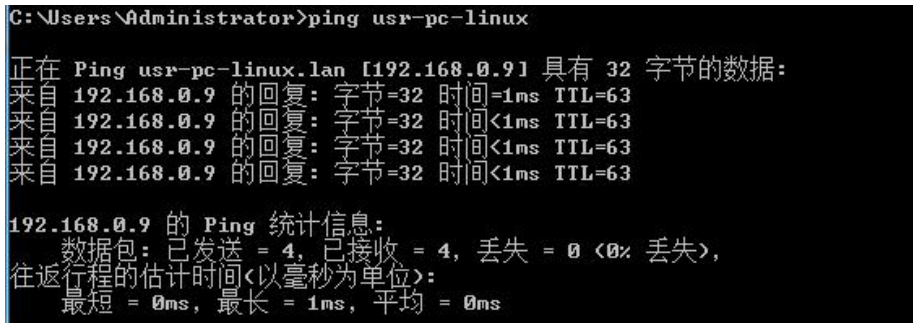 C:\Users\Administrator>ping usr-pc-linux
正在 Ping usr-pc-linux.lan [192.168.0.9] 具有 32 字节的数据:
来自 192.168.0.9 的回复: 字节=32 时间=1ms TTL=63
来自 192.168.0.9 的回复: 字节=32 时间<1ms TTL=63
来自 192.168.0.9 的回复: 字节=32 时间<1ms TTL=63
来自 192.168.0.9 的回复: 字节=32 时间<1ms TTL=63
192.168.0.9 的 Ping 统计信息:
数据包: 已发送 = 4, 已接收 = 4, 丢失 = 0 (0% 丢失),
往返行程的估计时间(以毫秒为单位):
最短 = 0ms, 最长 = 1ms, 平均 = 0ms